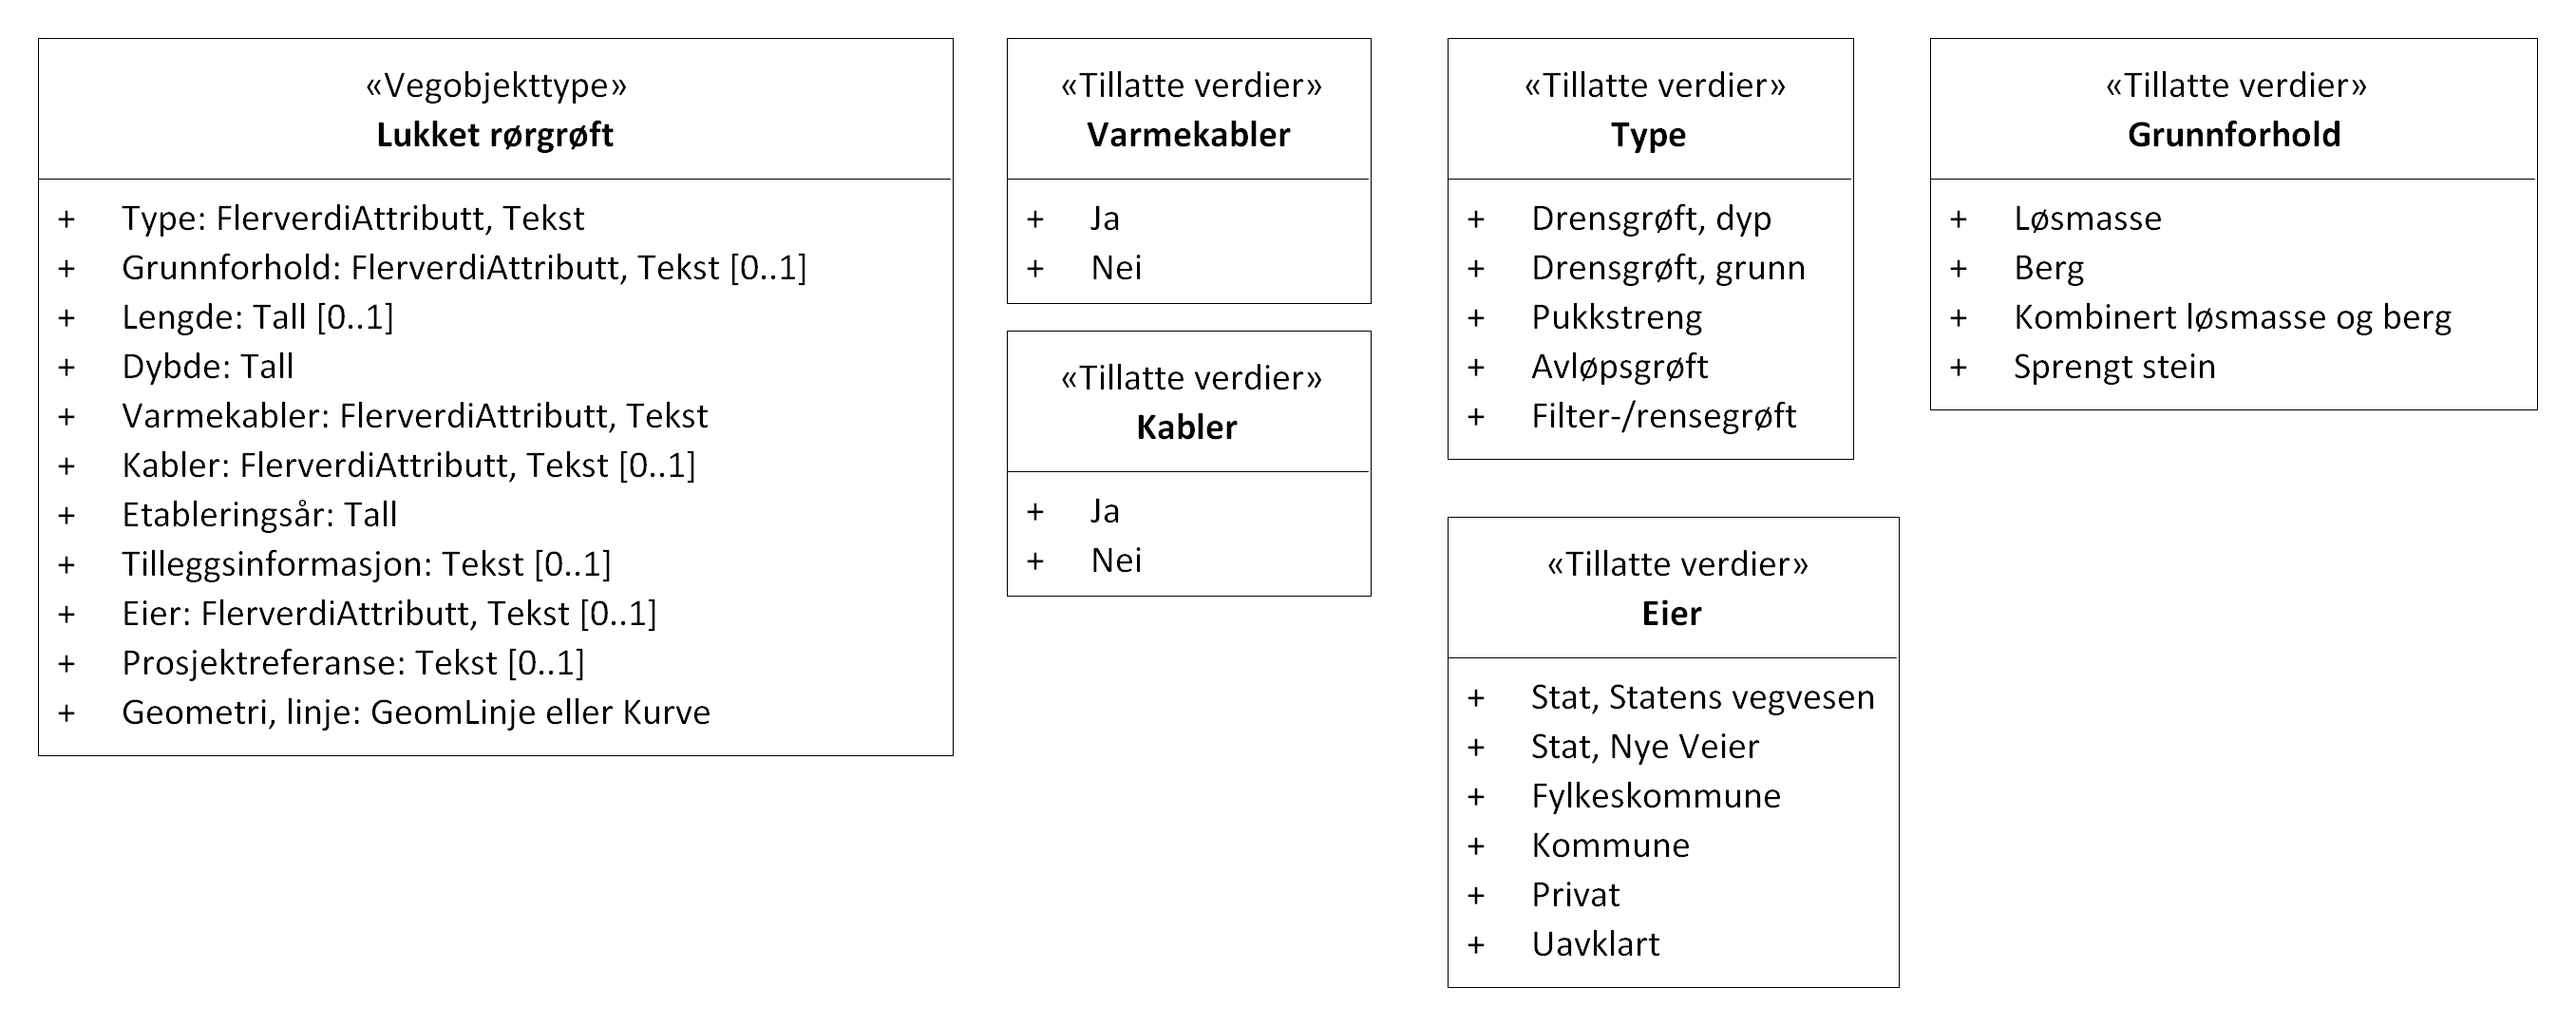 «Vegobjekttype»
Lukket rørgrøft
+ Type: FlerverdiAttributt, Tekst
+ Grunnforhold: FlerverdiAttributt, Tekst [0..1]
+ Lengde: Tall [0..1]
+ Dybde: Tall
+ Varmekabler: FlerverdiAttributt, Tekst
+ Kabler: FlerverdiAttributt, Tekst [0..1]
+ Etableringsår: Tall
+ Tilleggsinformasjon: Tekst [0..1]
+ Eier: FlerverdiAttributt, Tekst [0..1]
+ Prosjektreferanse: Tekst [0..1]
+ Geometri, linje: GeomLinje eller Kurve
«Tillatte verdier»
Varmekabler
+ Ja
+ Nei
«Tillatte verdier»
Kabler
+ Ja
+ Nei
«Tillatte verdier»
Type
+ Drensgrøft, dyp
+ Drensgrøft, grunn
+ Pukkstreng
+ Avløpsgrøft
+ Filter-/rensegrøft
«Tillatte verdier»
Eier
+ Stat, Statens vegvesen
+ Stat, Nye Veier
+ Fylkeskommune
+ Kommune
+ Privat
+ Uavklart
«Tillatte verdier»
Grunnforhold
+ Løsmasse
+ Berg
+ Kombinert løsmasse og berg
+ Sprengt stein